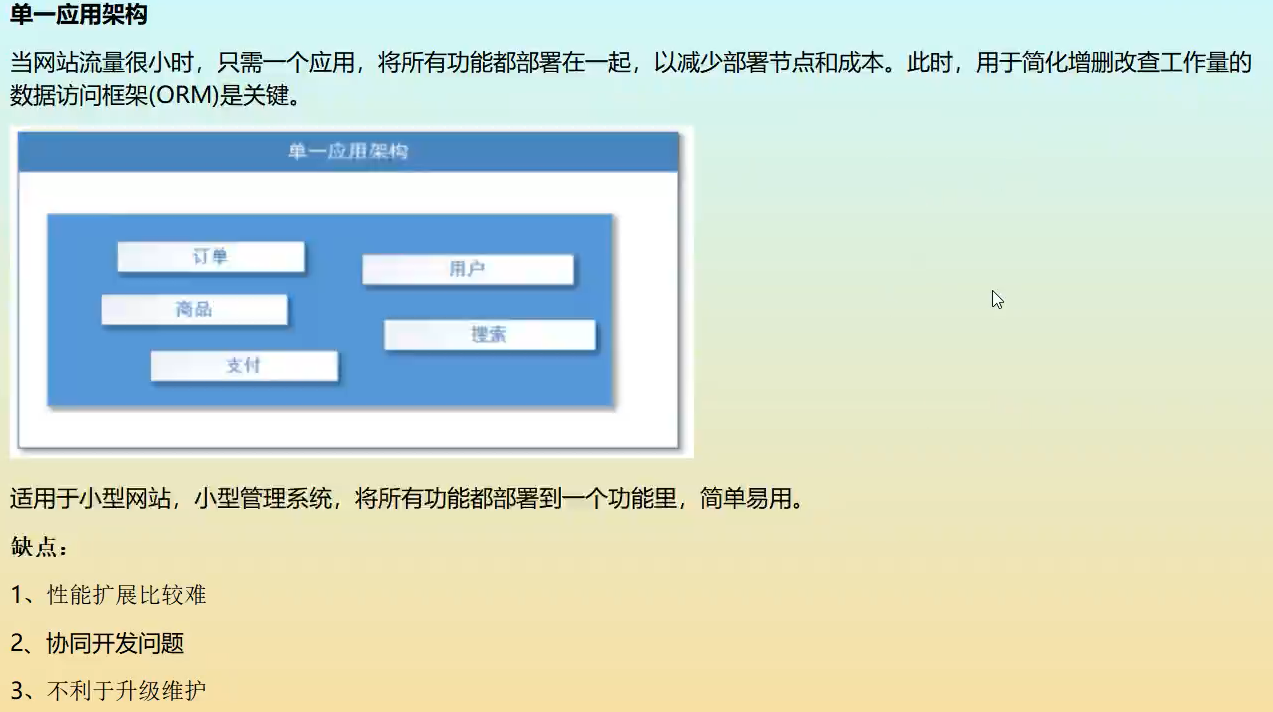 单一应用架构
当网站流量很小时，只需一个应用，将所有功能都部署在一起，以减少部署节点和成本。此时，用于简化增删改查工作量的
数据访问框架(ORM)是关键。
单一应用架构
订单
用户
商品
搜索
支付
适用于小型网站，小型管理系统，将所有功能都部署到一个功能里，简单易用。
缺点：
1、性能扩展比较难
2、协同开发问题
3、不利于升级维护